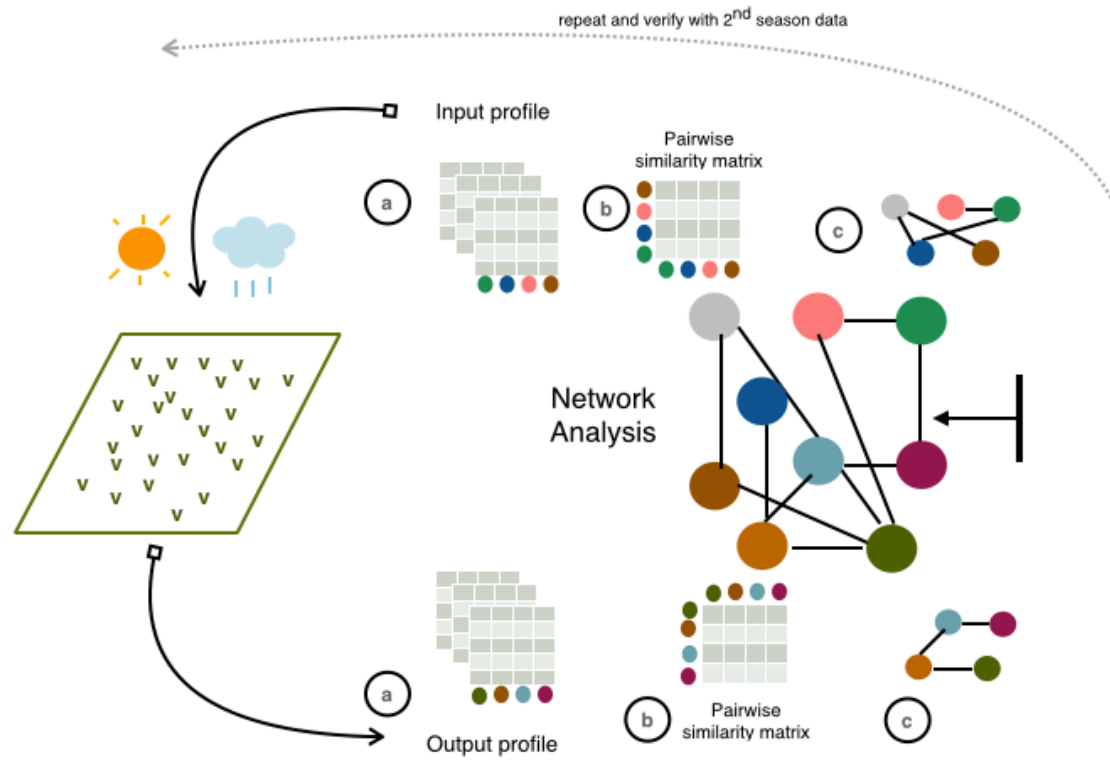 repeat and verify with 2nd season data
Input profile
Pairwise
similarity matrix
a
b
c
Network
Analysis
v v v v
v v v v
v
v v v v
v
v v
v v
v
v v v
v
v v v
v
v
a
Output profile
b
Pairwise
similarity matrix
c